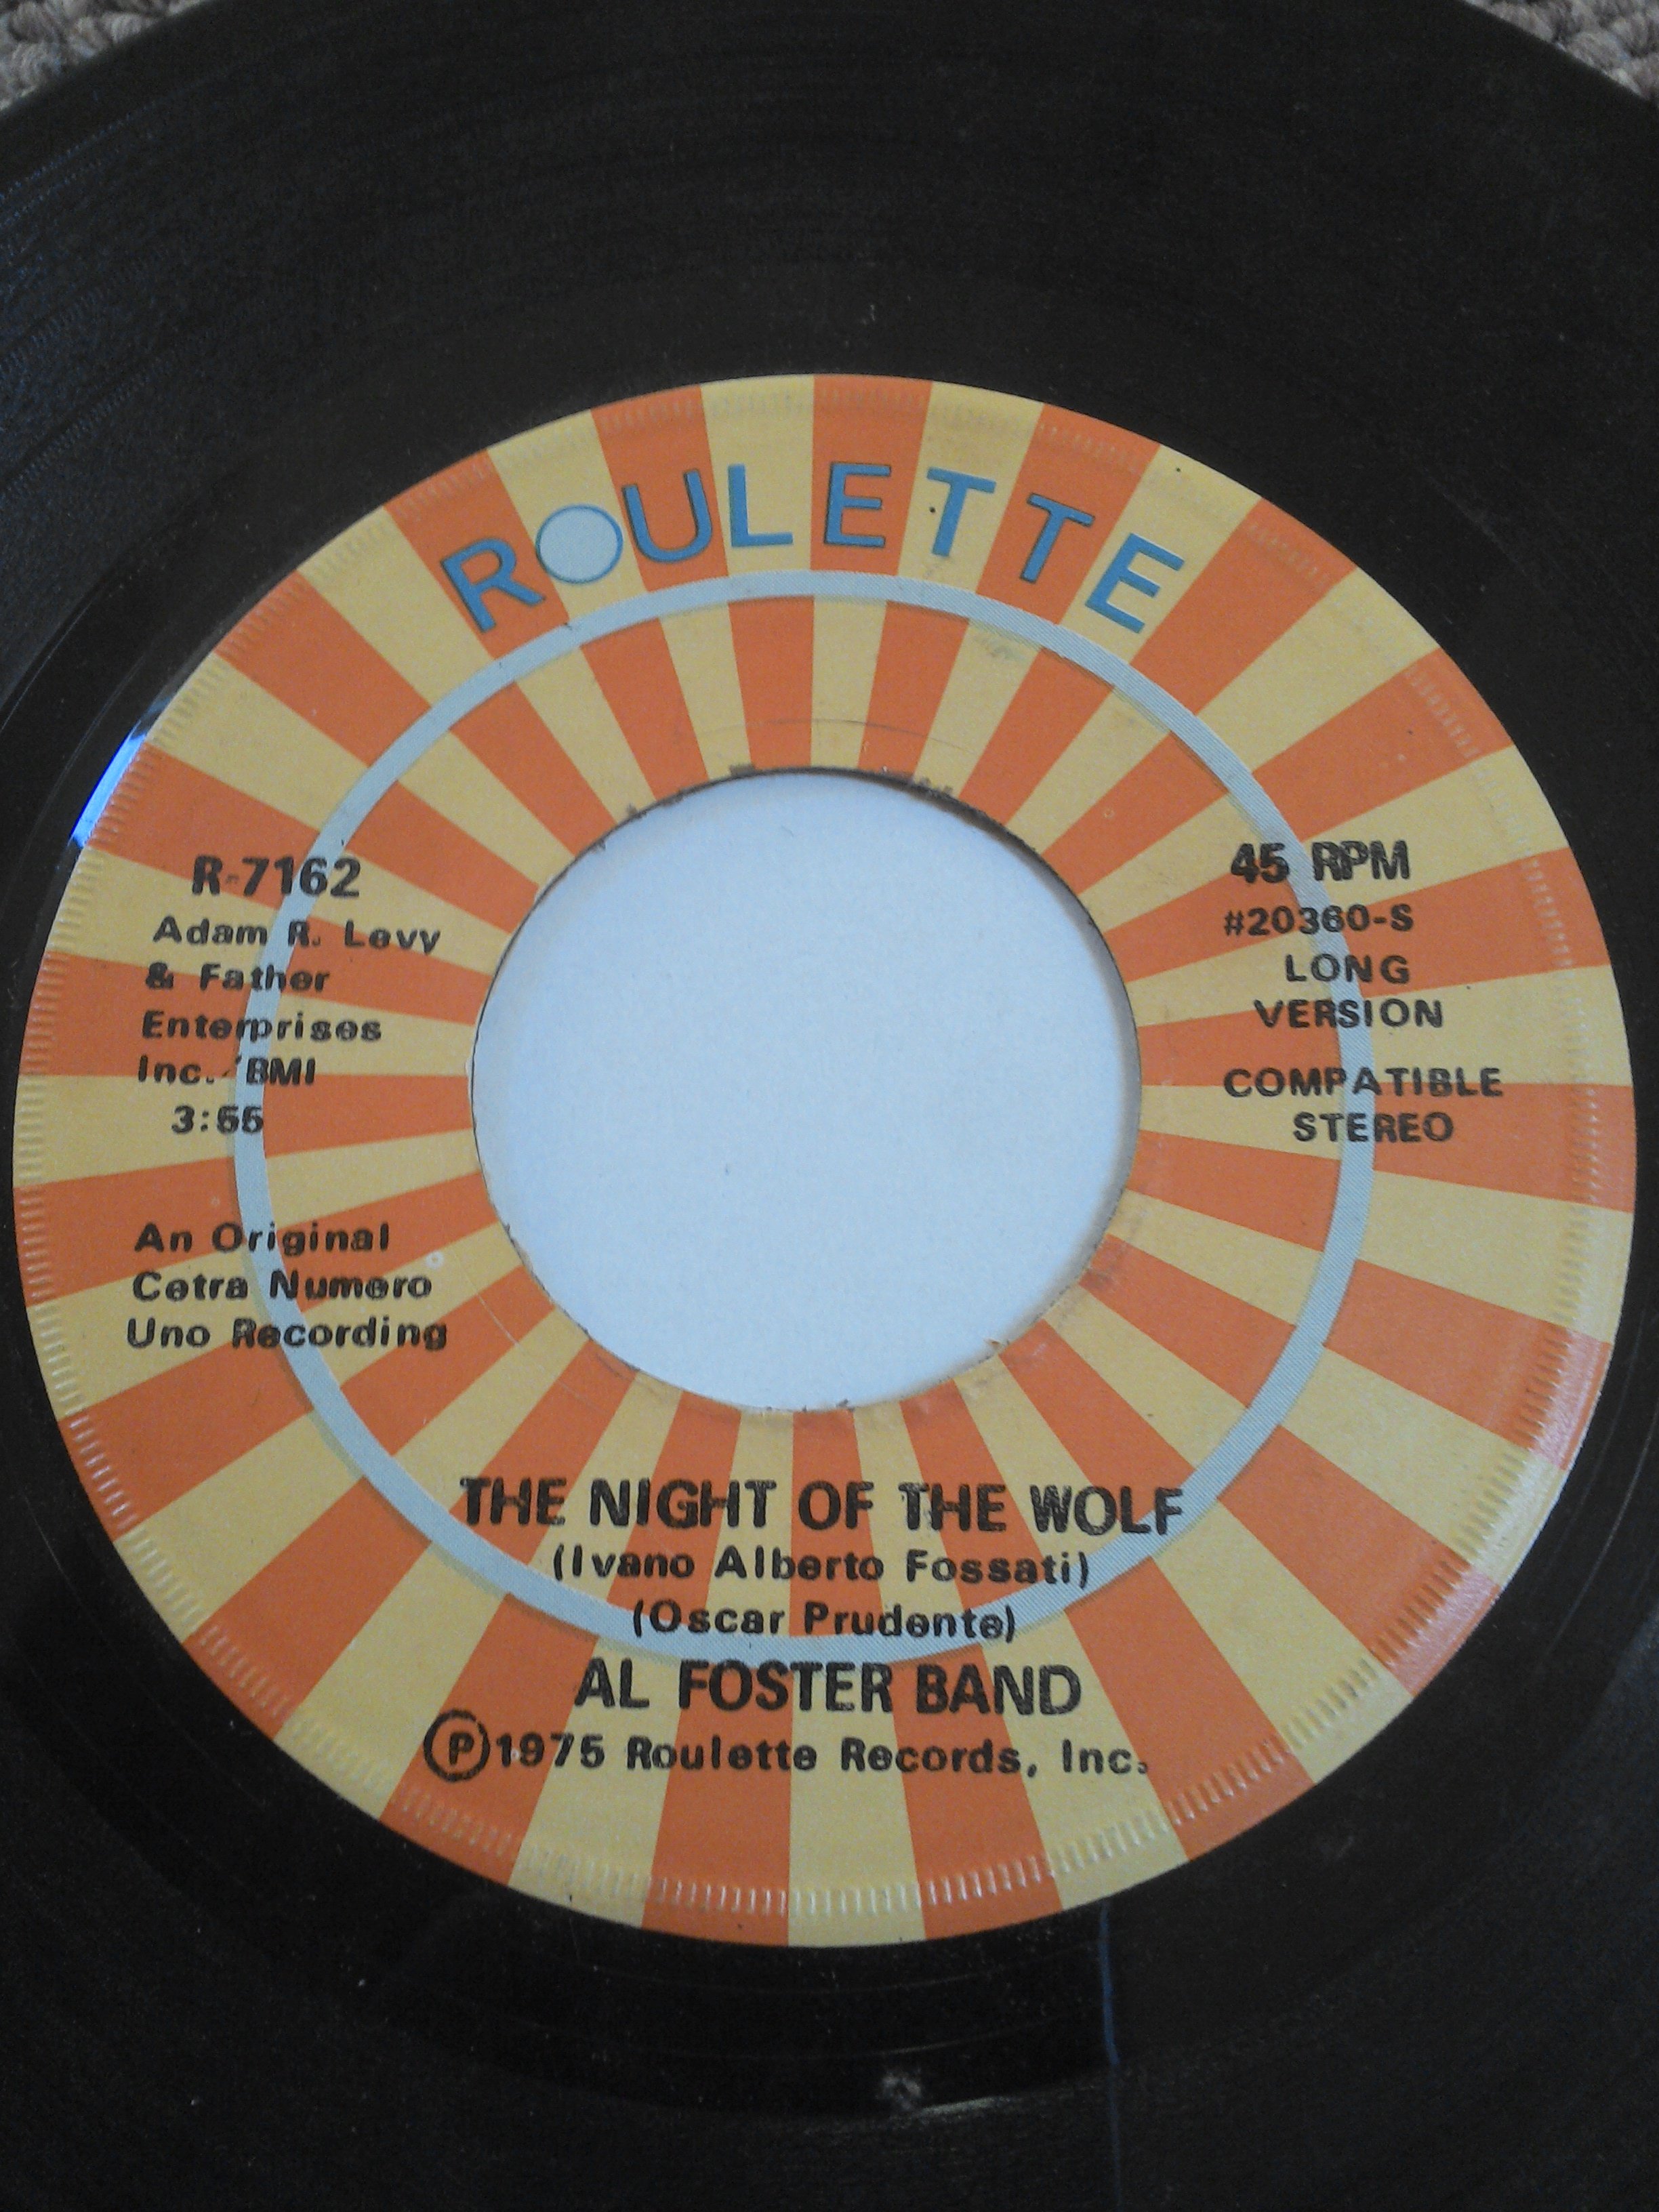 ROULETTE
R-7162
Adam R. Levy
& Father
Enterprises
Inc. BMI
3:55
An Original
Cetra Numero
Uno Recording
45 RPM
#20360-S
LONG
VERSION
COMPATIBLE
STEREO
THE NIGHT OF THE WOLF
(Ivano Alberto Fossati)
(Oscar Prudente)
AL FOSTER BAND
Ⓟ1975 Roulette Records, Inc.